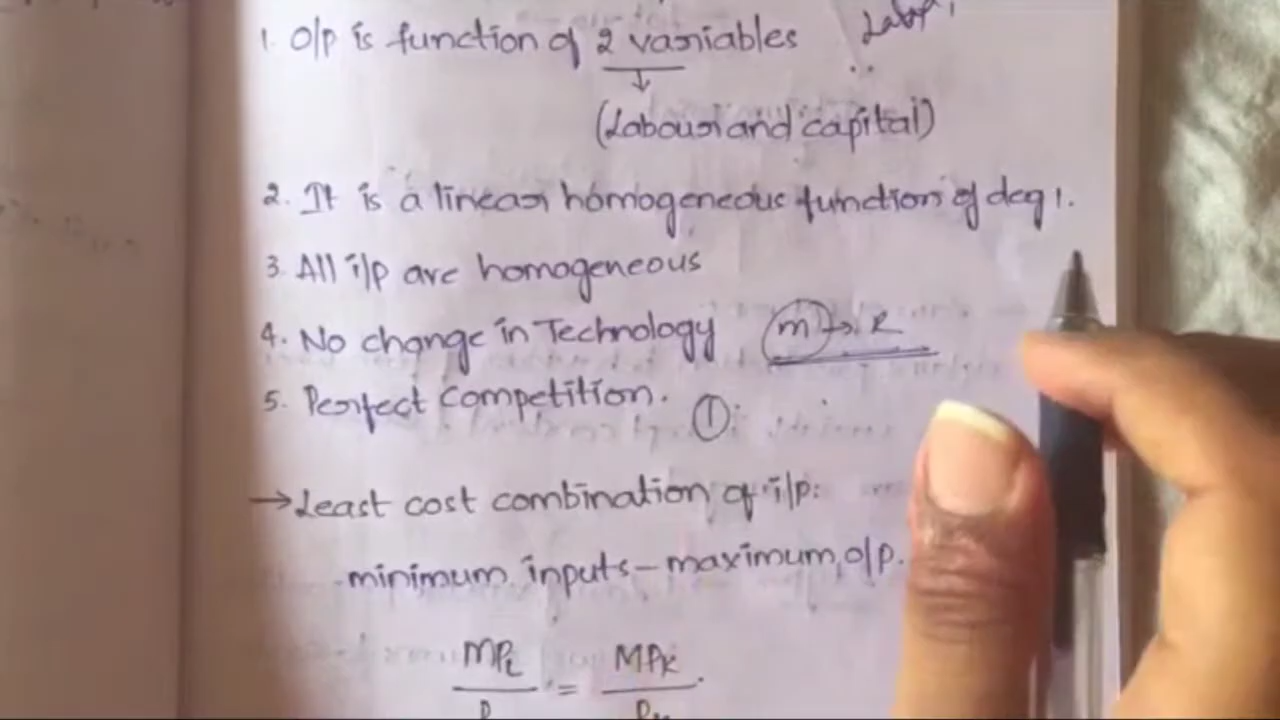 1. O/p is function of 2 variables
(Labour and capital)
2. It is a linear homogeneous function of deg 1.
3. All i/p are homogeneous
4. No change in Technology m → R
5. Perfect Competition. ①:
→ Least cost combination of i/p:
minimum inputs - maximum o/p.
MPL = MPK